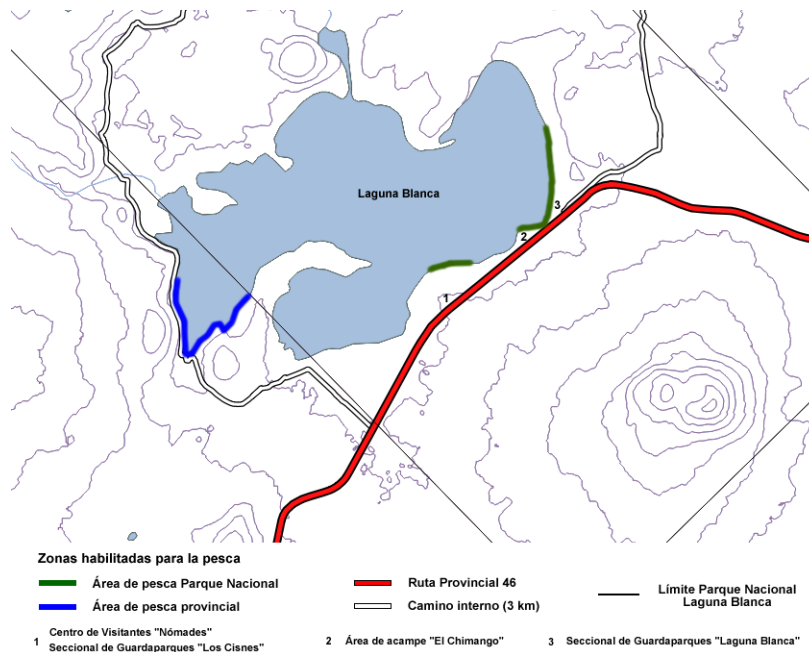 Laguna Blanca
3
2
1
Zonas habilitadas para la pesca
Área de pesca Parque Nacional
Área de pesca provincial
Ruta Provincial 46
Camino interno (3 km)
Límite Parque Nacional
Laguna Blanca
1 Centro de Visitantes "Nómades"
Seccional de Guardaparques "Los Cisnes"
2 Área de acampe "El Chimango"
3 Seccional de Guardaparques "Laguna Blanca"